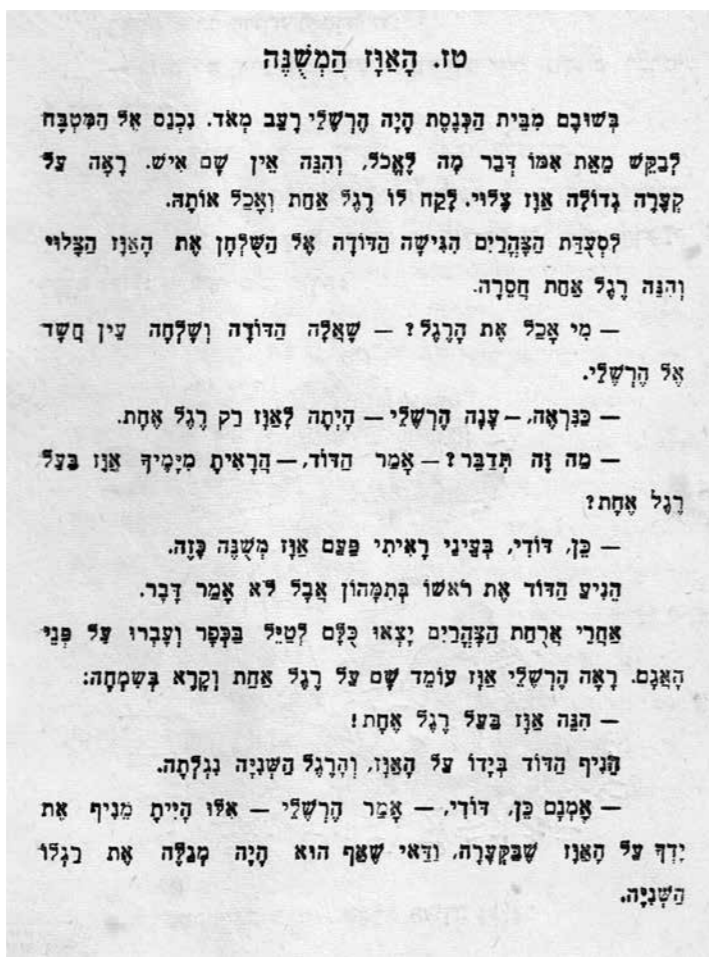 טז. הָאַוָּז הַמְשֻׁנֶּה
בְּשׁוּבָם מִבֵּית הַכְּנֶסֶת הָיָה הֶרְשֶׁלִי רָעֵב מְאֹד. נִכְנַס אֶל הַמִּטְבָּח
לְבַקֵּשׁ מֵאֵת אִמּוֹ דְּבַר מָה לֶאֱכֹל, וְהִנֵּה אֵין שָׁם אִישׁ. רָאָה עַל
קְעָרָה גְדוֹלָה אַוָּז צָלוּי. לָקַח לוֹ רֶגֶל אַחַת וְאָכַל אוֹתָהּ.
לִסְעֻדַּת הַצָּהֳרַיִם הִגִּישָׁה הַדּוֹדָה אֶל הַשֻּׁלְחָן אֶת הָאַוָּז הַצָּלוּי
וְהִנֵּה רֶגֶל אַחַת חֲסֵרָה.
— מִי אָכַל אֶת הָרֶגֶל? — שָׁאֲלָה הַדּוֹדָה וְשָׁלְחָה עֵין חֲשָׁד
אֶל הֶרְשֶׁלִי.
— כַּנִּרְאֶה, — עָנָה הֶרְשֶׁלִי — הָיְתָה לָאַוָּז רַק רֶגֶל אֶחָת.
— מַה זֶּה תְּדַבֵּר? — אָמַר הַדּוֹד, — הֲרָאִיתָ מִיָּמֶיךָ אַוָּז בַּעַל
רֶגֶל אֶחָת?
— כֵּן, דּוֹדִי, בְּעֵינַי רָאִיתִי פַּעַם אַוָּז מְשֻׁנֶּה כָּזֶה.
הֵנִיעַ הַדּוֹד אֶת רֹאשׁוֹ בְּתִמָּהוֹן אֲבָל לֹא אָמַר דָּבָר.
אַחֲרֵי אֲרֻחַת הַצָּהֳרַיִם יָצְאוּ כֻלָּם לְטַיֵּל בַּכְּפָר וְעָבְרוּ עַל פְּנֵי
הָאֲגַם. רָאָה הֶרְשֶׁלִי אַוָּז עוֹמֵד שָׁם עַל רֶגֶל אַחַת וְקָרָא בְּשִׂמְחָה:
— הִנֵּה אַוָּז בַּעַל רֶגֶל אֶחָת!
הֵנִיף הַדּוֹד בְּיָדוֹ עַל הָאַוָּז, וְהָרֶגֶל הַשְּׁנִיָּה נִגְלְתָה.
— אָמְנָם כֵּן, דּוֹדִי, — אָמַר הֶרְשֶׁלִי — אִלּוּ הָיִיתָ מֵנִיף אֶת
יָדְךָ עַל הָאַוָּז שֶׁבַּקְּעָרָה, וַדַּאי שֶׁאַף הוּא הָיָה מְגַלֶּה אֶת רַגְלוֹ
הַשְּׁנִיָּה.